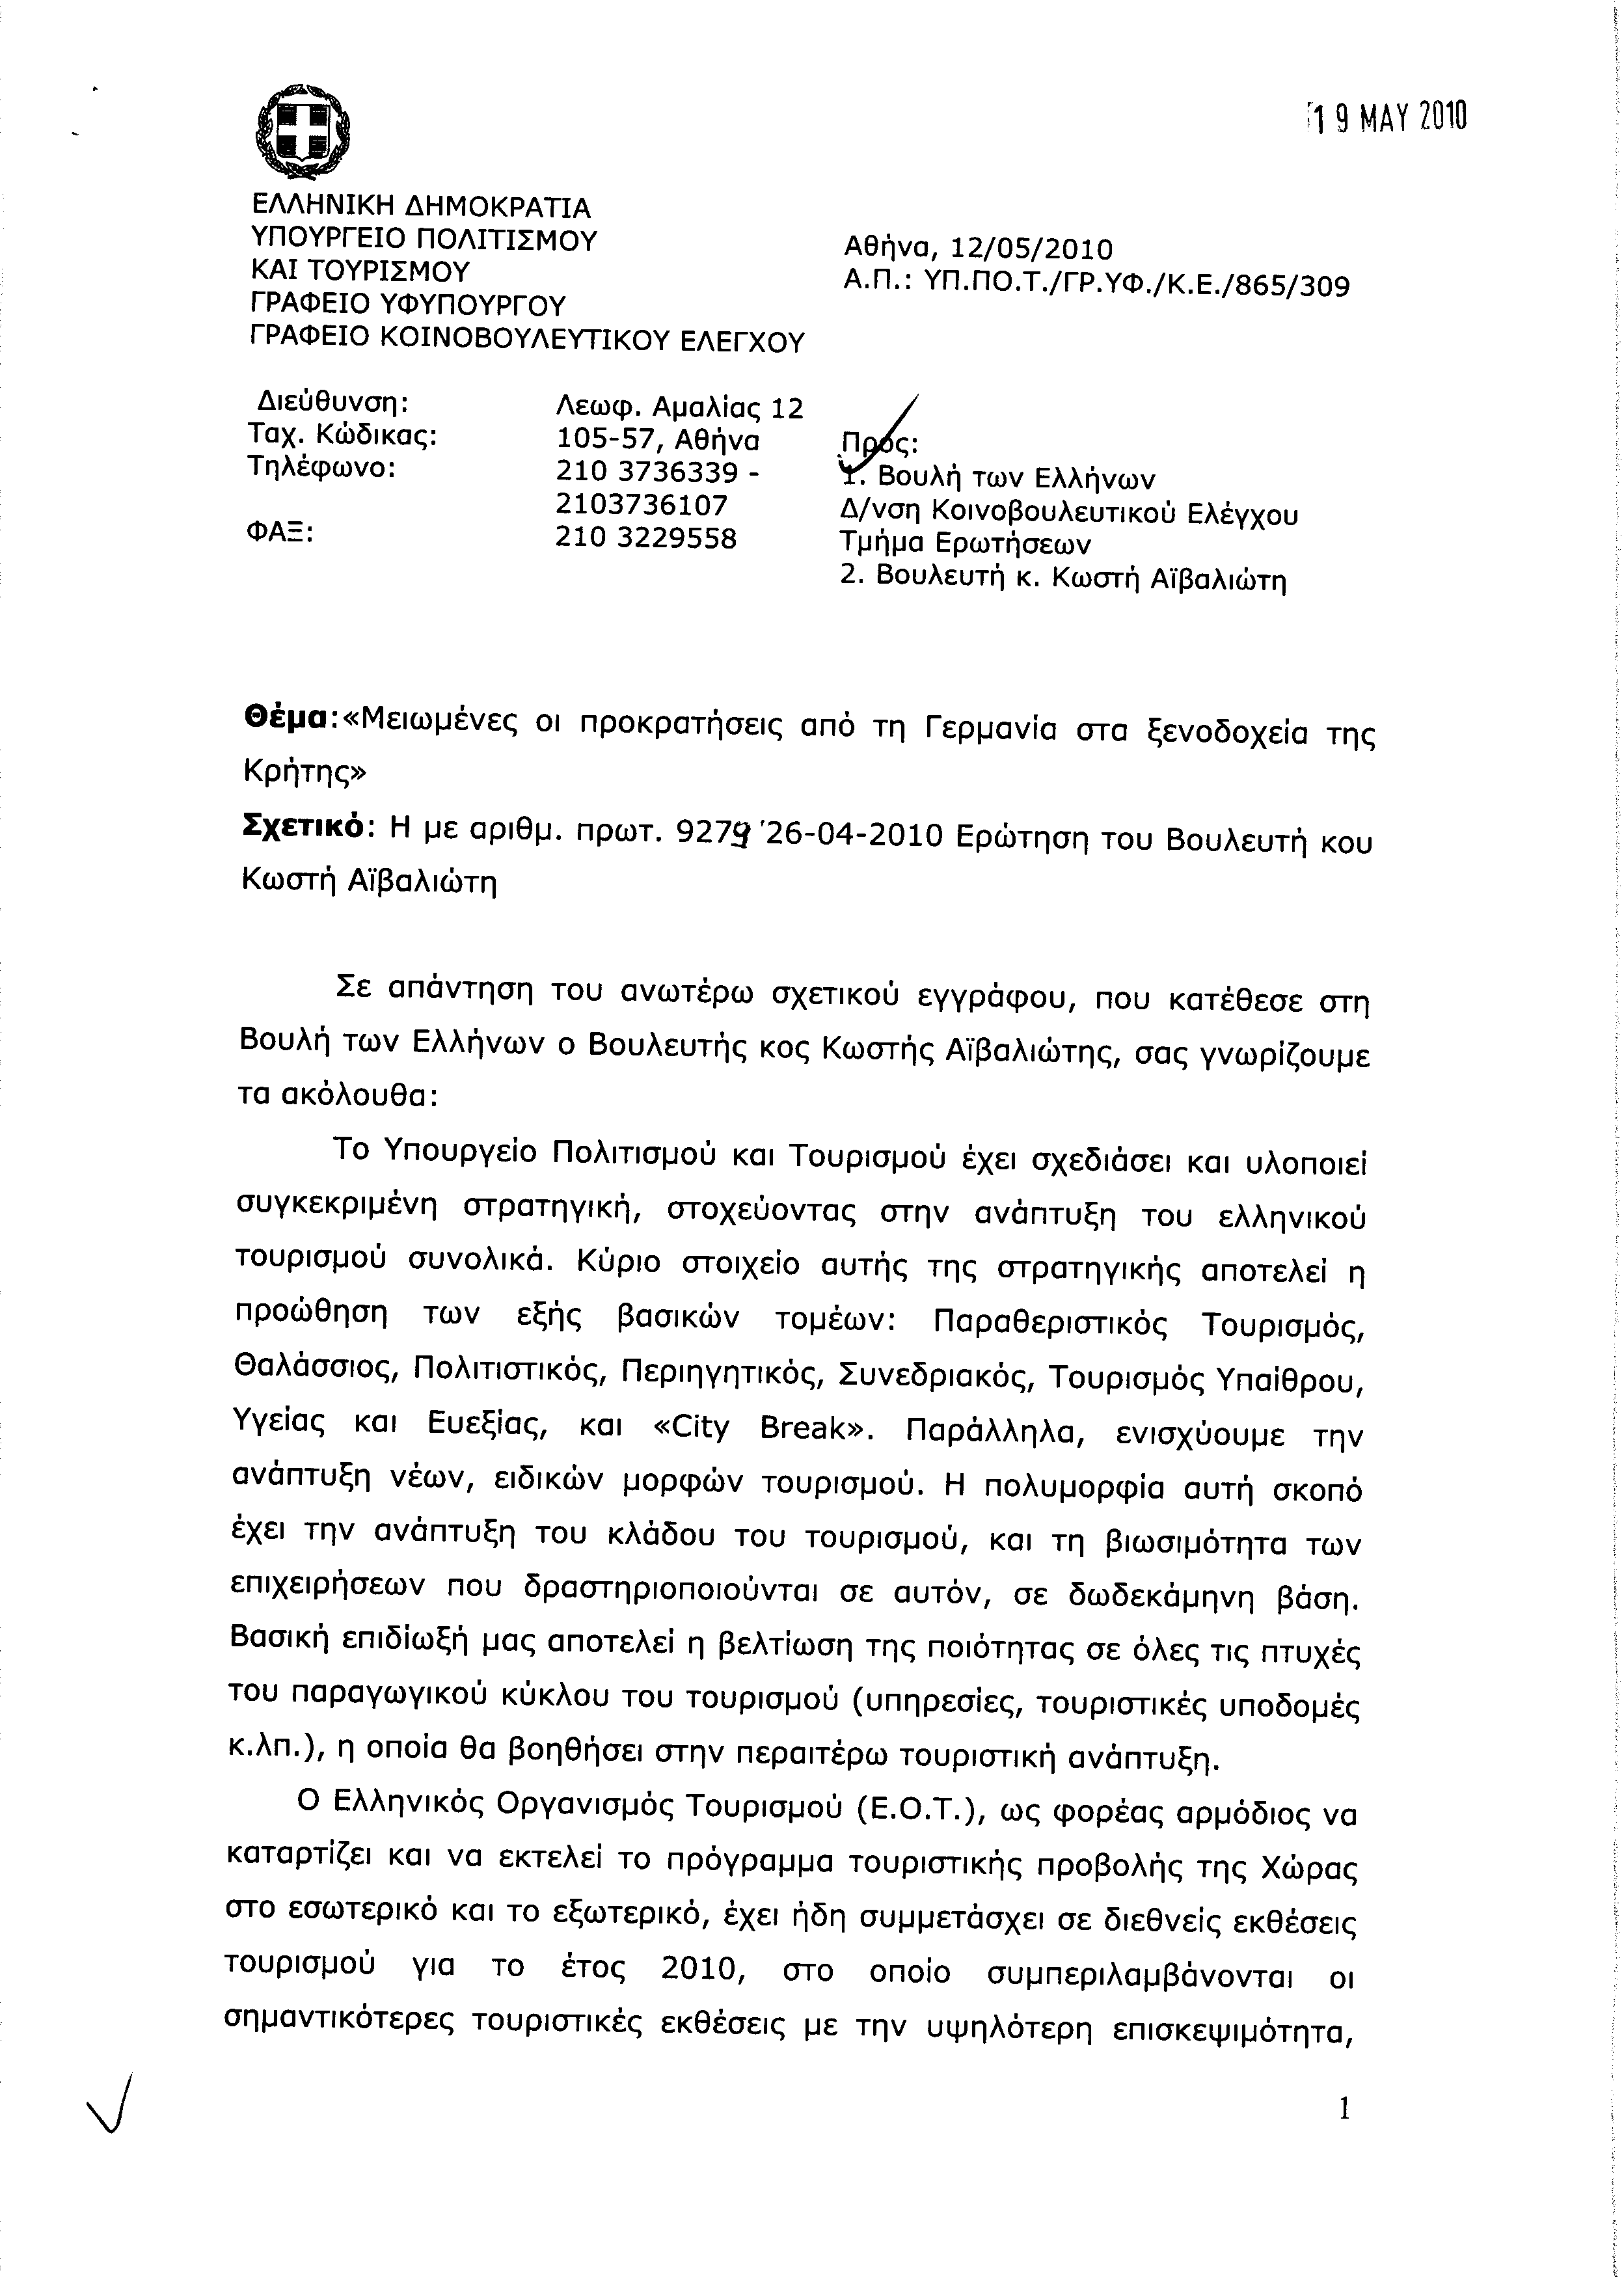 19 MAY 2010
ΕΛΛΗΝΙΚΗ ΔΗΜΟΚΡΑΤΙΑ
ΥΠΟΥΡΓΕΙΟ ΠΟΛΙΤΙΣΜΟΥ
ΚΑΙ ΤΟΥΡΙΣΜΟΥ
ΓΡΑΦΕΙΟ ΥΦΥΠΟΥΡΓΟΥ
ΓΡΑΦΕΙΟ ΚΟΙΝΟΒΟΥΛΕΥΤΙΚΟΥ ΕΛΕΓΧΟΥ
Αθήνα, 12/05/2010
Α.Π.: ΥΠ.ΠΟ.Τ./ΓΡ.ΥΦ./Κ.Ε./865/309
Διεύθυνση: Λεωφ. Αμαλίας 12
Ταχ. Κώδικας: 105-57, Αθήνα
Τηλέφωνο: 210 3736339 -
2103736107
ΦΑΞ: 210 3229558
Προς:
1. Βουλή των Ελλήνων
Δ/νση Κοινοβουλευτικού Ελέγχου
Τμήμα Ερωτήσεων
2. Βουλευτή κ. Κωστή Αϊβαλιώτη
Θέμα:«Μειωμένες οι προκρατήσεις από τη Γερμανία στα ξενοδοχεία της
Κρήτης»
Σχετικό: Η με αριθμ. πρωτ. 9279 26-04-2010 Ερώτηση του Βουλευτή κου
Κωστή Αϊβαλιώτη
Σε απάντηση του ανωτέρω σχετικού εγγράφου, που κατέθεσε στη
Βουλή των Ελλήνων ο Βουλευτής κος Κωστής Αϊβαλιώτης, σας γνωρίζουμε
τα ακόλουθα:
Το Υπουργείο Πολιτισμού και Τουρισμού έχει σχεδιάσει και υλοποιεί
συγκεκριμένη στρατηγική, στοχεύοντας στην ανάπτυξη του ελληνικού
τουρισμού συνολικά. Κύριο στοιχείο αυτής της στρατηγικής αποτελεί η
προώθηση των εξής βασικών τομέων: Παραθεριστικός Τουρισμός,
Θαλάσσιος, Πολιτιστικός, Περιηγητικός, Συνεδριακός, Τουρισμός Υπαίθρου,
Υγείας και Ευεξίας, και «City Break». Παράλληλα, ενισχύουμε την
ανάπτυξη νέων, ειδικών μορφών τουρισμού. Η πολυμορφία αυτή σκοπό
έχει την ανάπτυξη του κλάδου του τουρισμού, και τη βιωσιμότητα των
επιχειρήσεων που δραστηριοποιούνται σε αυτόν, σε δωδεκάμηνη βάση.
Βασική επιδίωξή μας αποτελεί η βελτίωση της ποιότητας σε όλες τις πτυχές
του παραγωγικού κύκλου του τουρισμού (υπηρεσίες, τουριστικές υποδομές
κ.λπ.), η οποία θα βοηθήσει στην περαιτέρω τουριστική ανάπτυξη.
Ο Ελληνικός Οργανισμός Τουρισμού (Ε.Ο.Τ.), ως φορέας αρμόδιος να
καταρτίζει και να εκτελεί το πρόγραμμα τουριστικής προβολής της Χώρας
στο εσωτερικό και το εξωτερικό, έχει ήδη συμμετάσχει σε διεθνείς εκθέσεις
τουρισμού για το έτος 2010, στο οποίο συμπεριλαμβάνονται οι
σημαντικότερες τουριστικές εκθέσεις με την υψηλότερη επισκεψιμότητα,
1